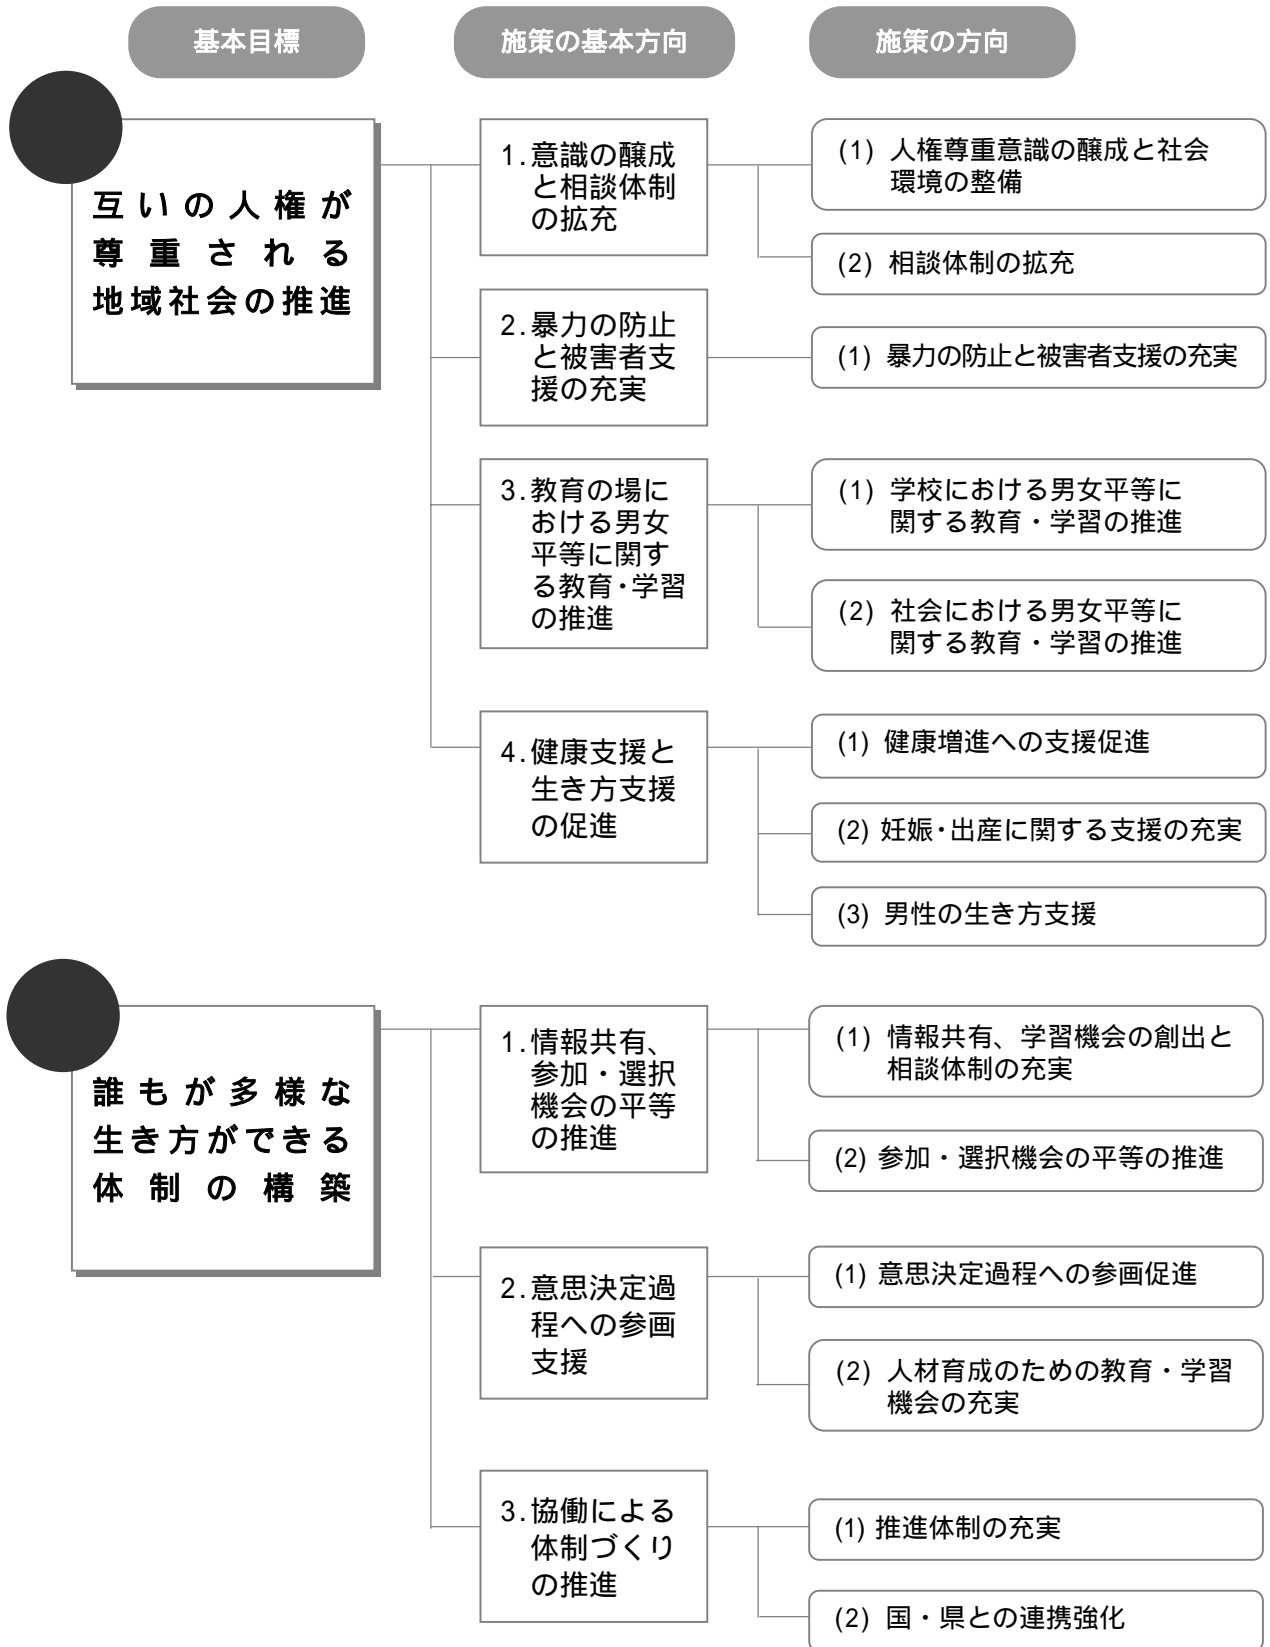 基本目標
施策の基本方向
施策の方向
互いの人権が
尊重される
地域社会の推進
1.意識の醸成
と相談体制
の拡充
(1) 人権尊重意識の醸成と社会
環境の整備
(2) 相談体制の拡充
2.暴力の防止
と被害者支
援の充実
(1) 暴力の防止と被害者支援の充実
3.教育の場に
おける男女
平等に関す
る教育・学習
の推進
(1) 学校における男女平等に
関する教育・学習の推進
(2) 社会における男女平等に
関する教育・学習の推進
4.健康支援と
生き方支援
の促進
(1) 健康増進への支援促進
(2) 妊娠・出産に関する支援の充実
(3) 男性の生き方支援
誰もが多様な
生き方ができる
体制の構築
1.情報共有、
参加・選択
機会の平等
の推進
(1) 情報共有、学習機会の創出と
相談体制の充実
(2) 参加・選択機会の平等の推進
2.意思決定過
程への参画
支援
(1) 意思決定過程への参画促進
(2) 人材育成のための教育・学習
機会の充実
3.協働による
体制づくり
の推進
(1) 推進体制の充実
(2) 国・県との連携強化